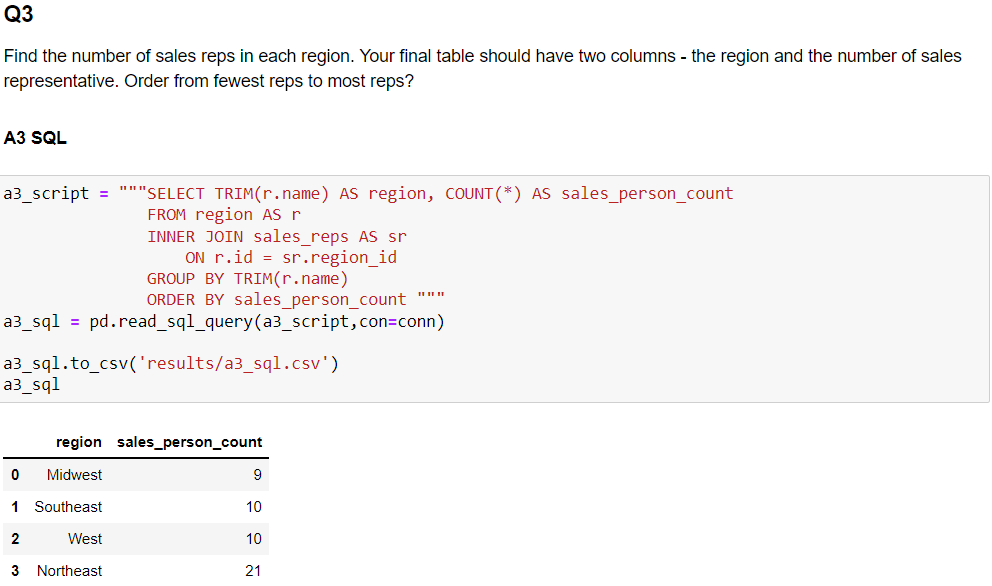 Q3
Find the number of sales reps in each region. Your final table should have two columns - the region and the number of sales
representative. Order from fewest reps to most reps?
A3 SQL
a3_script = """SELECT TRIM(r.name) AS region, COUNT(*) AS sales_person_count
FROM region AS r
INNER JOIN sales_reps AS sr
ON r.id = sr.region_id
GROUP BY TRIM(r.name)
ORDER BY sales_person_count """
a3_sql = pd.read_sql_query(a3_script,con=conn)
a3_sql.to_csv('results/a3_sql.csv')
a3_sql
region sales_person_count
0 Midwest 9
1 Southeast 10
2 West 10
3 Northeast 21